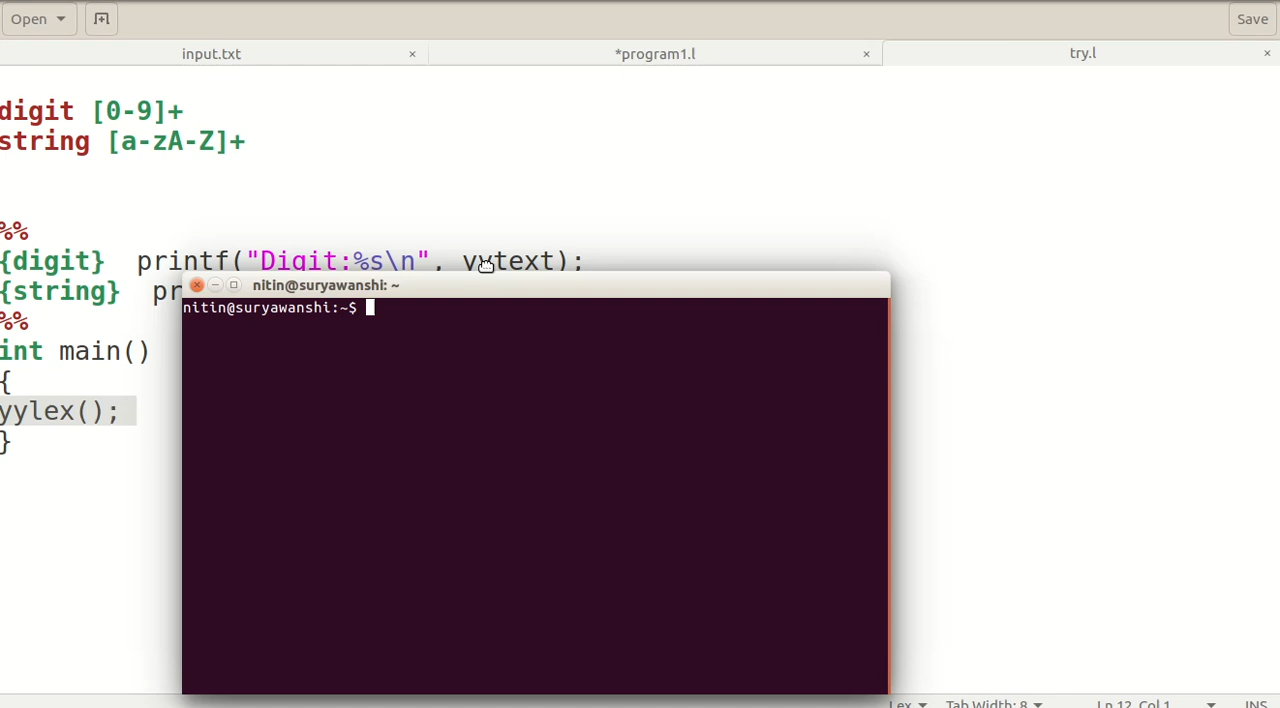 Open
Save
input.txt ×
*program1.l ×
try.l ×
digit [0-9]+
string [a-zA-Z]+
%%
{digit} printf("Digit:%s\n", yytext);
{string} pr
%%
int main()
{
yylex();
}
nitin@suryawanshi: ~
nitin@suryawanshi:~$
Lex Tab Width: 8 Ln 12, Col 1 INS